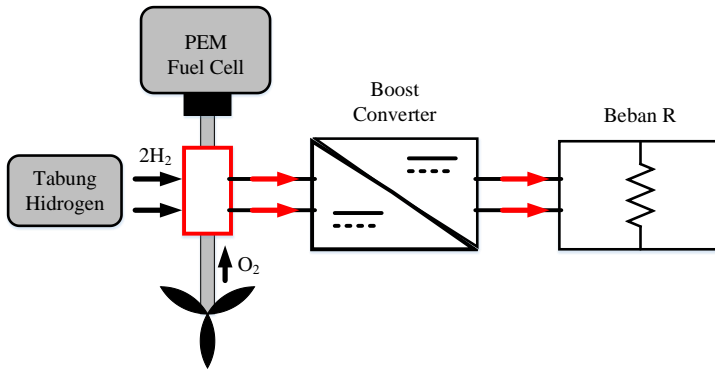 PEM
Fuel Cell
Boost
Converter
Beban R
2H₂
Tabung
Hidrogen
O₂